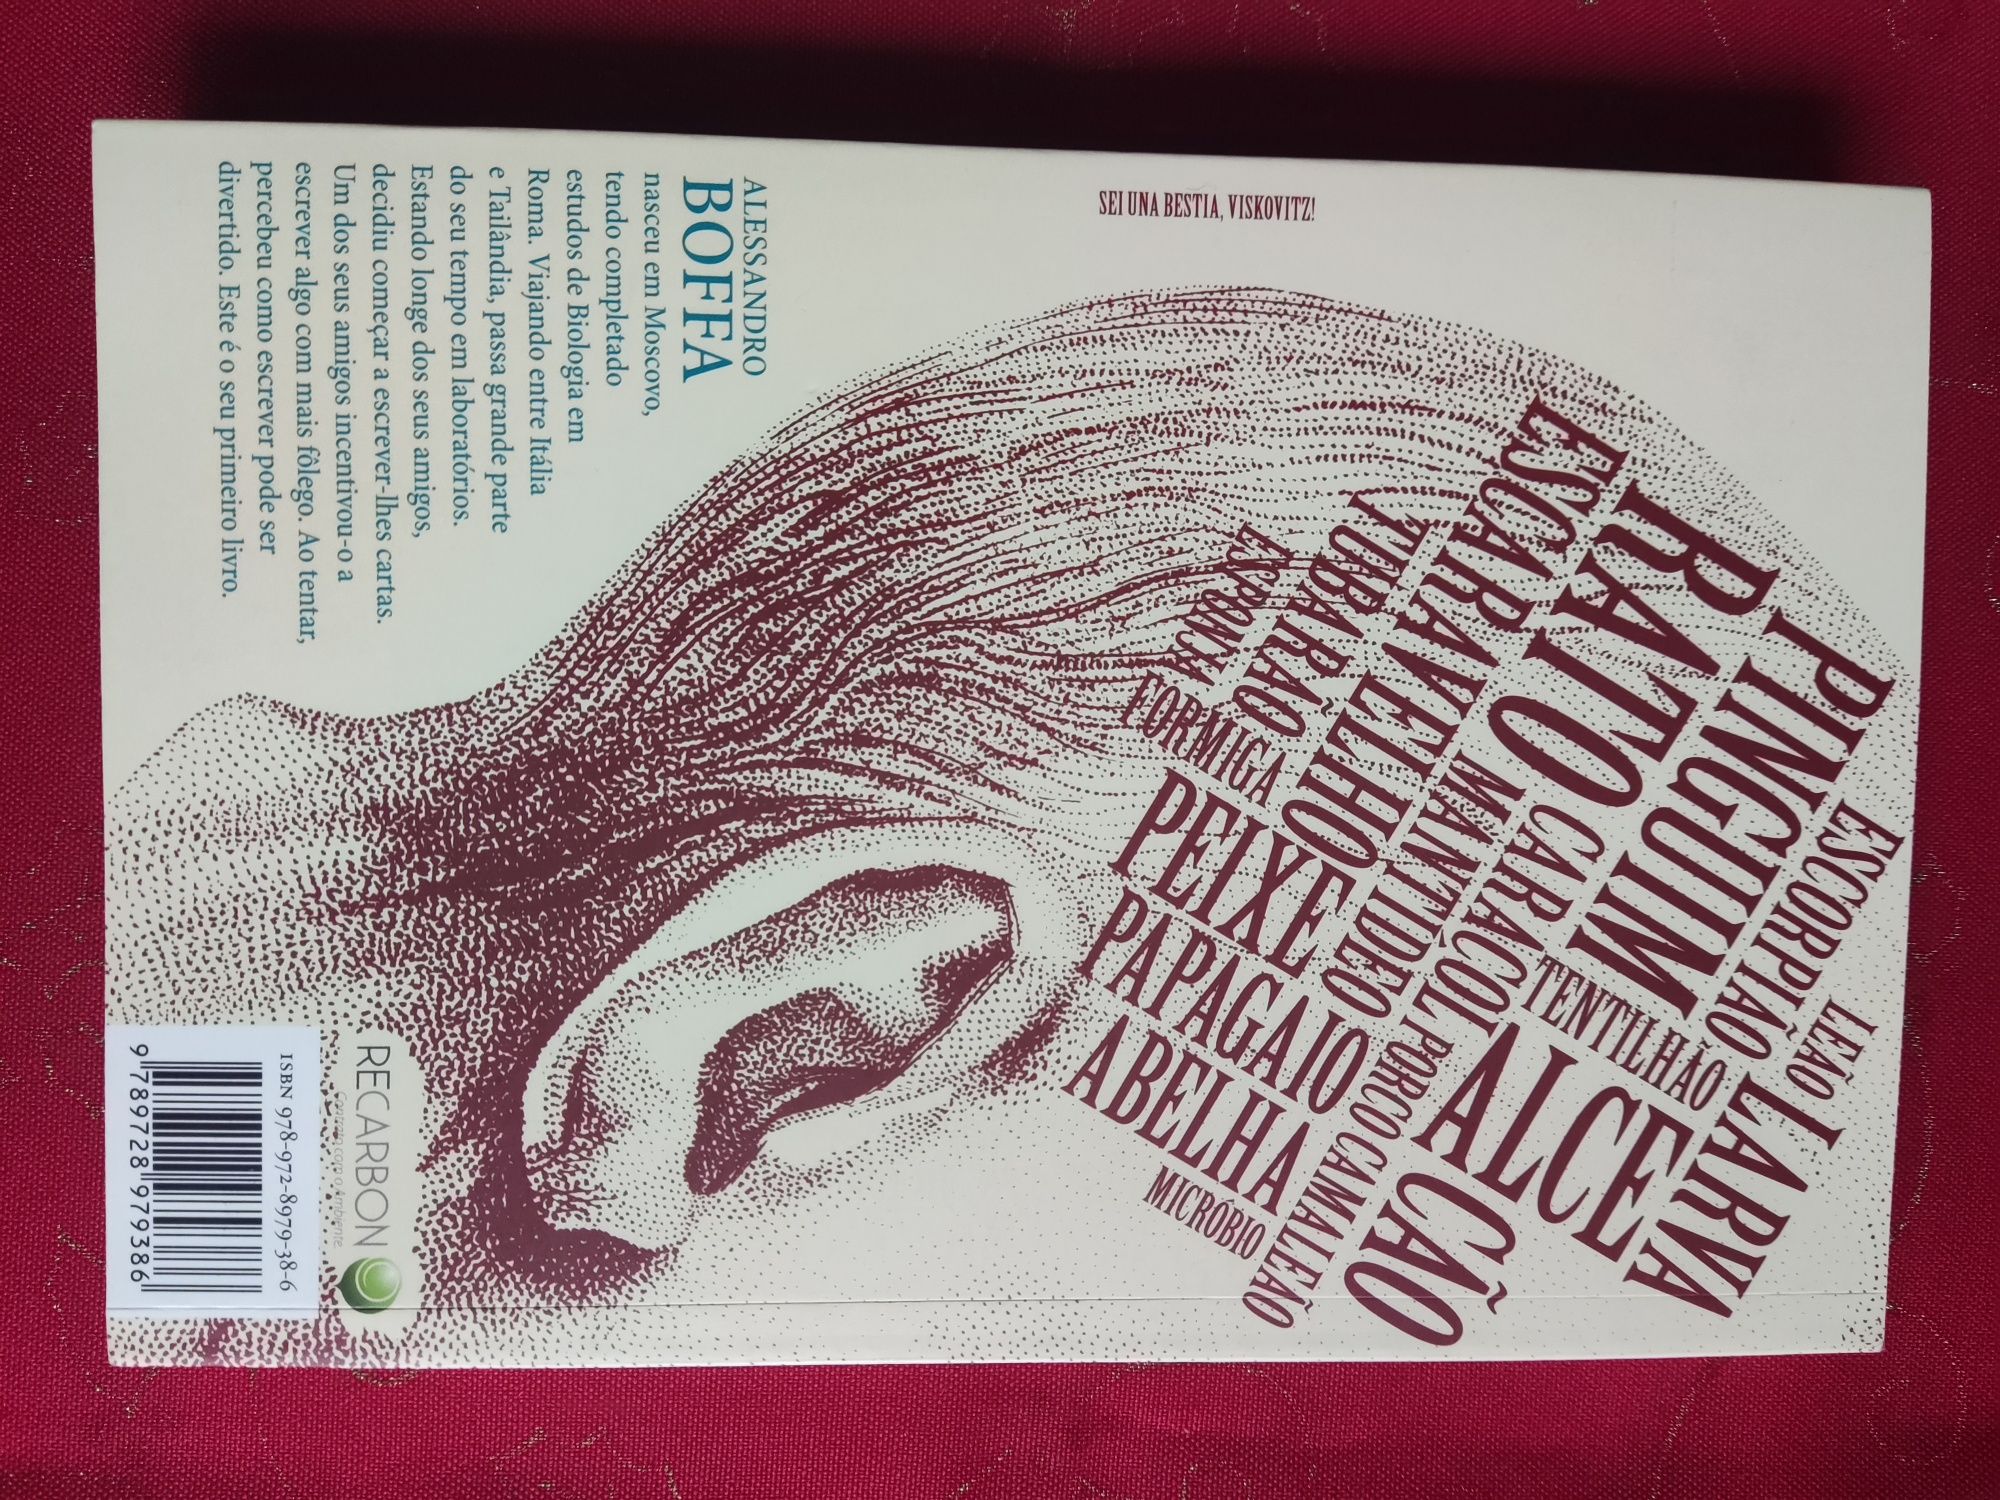 SEI UNA BESTIA, VISKOVITZ!
ESCORPIÃO
LEÃO
PINGUIM
LARVA
RATO
TENTILHÃO
ESCARAVELHO
CARACOL
ALCE
TUBARÃO
MANTÍDEO
PORCO
CÃO
ESPONJA
PEIXE
CAMALEÃO
FORMIGA
PAPAGAIO
ABELHA
MICRÓBIO
ALESSANDRO
BOFFA
nasceu em Moscovo,
tendo completado
estudos de Biologia em
Roma. Viajando entre Itália
e Tailândia, passa grande parte
do seu tempo em laboratórios.
Estando longe dos seus amigos,
decidiu começar a escrever-lhes cartas.
Um dos seus amigos incentivou-o a
escrever algo com mais fôlego. Ao tentar,
percebeu como escrever pode ser
divertido. Este é o seu primeiro livro.
RECARBON
ISBN 978-972-8979-38-6
9 789728 979386